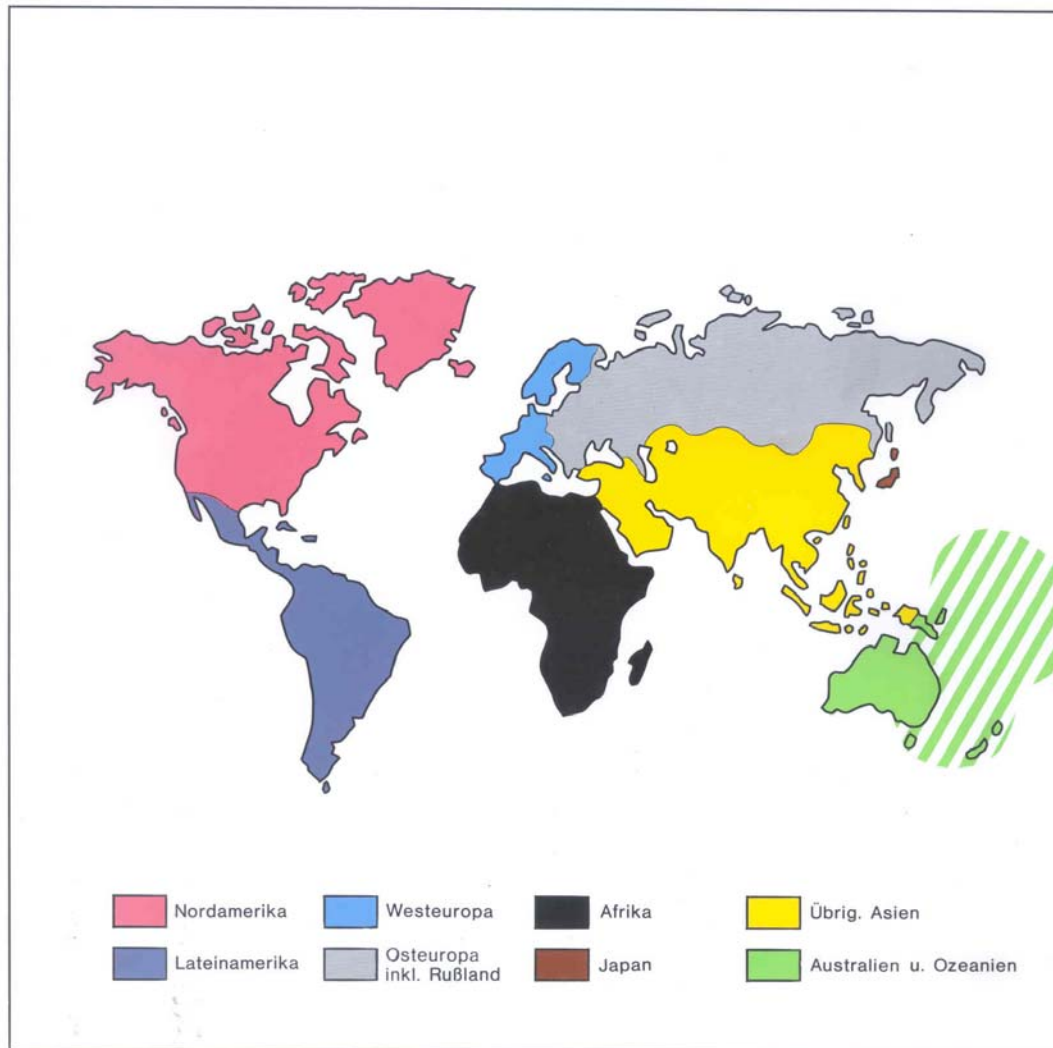 Nordamerika
Westeuropa
Afrika
Übrig. Asien
Lateinamerika
Osteuropa
inkl. Rußland
Japan
Australien u. Ozeanien